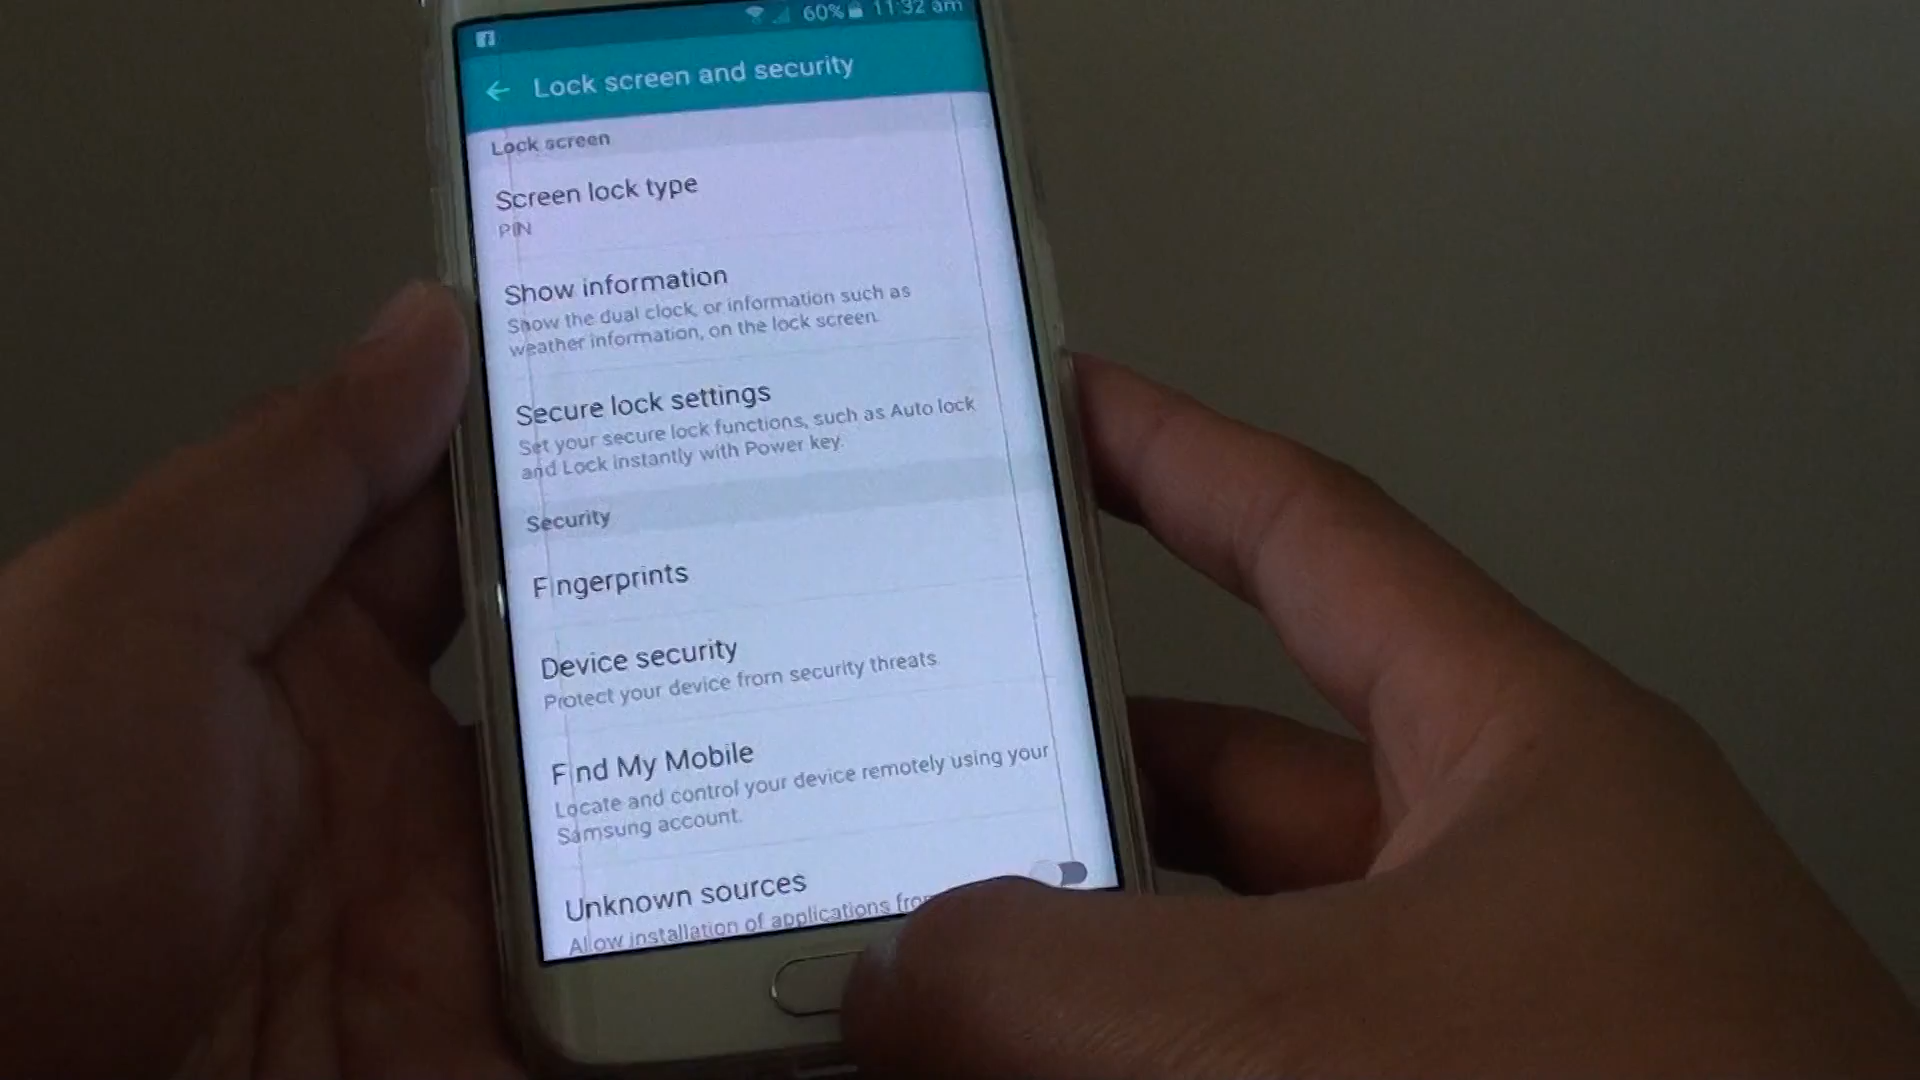 60% 11:32 am
Lock screen and security
Lock screen
Screen lock type
PIN
Show information
Show the dual clock, or information such as
weather information, on the lock screen.
Secure lock settings
Set your secure lock functions, such as Auto lock
and Lock instantly with Power key.
Security
Fingerprints
Device security
Protect your device from security threats.
Find My Mobile
Locate and control your device remotely using your
Samsung account.
Unknown sources
Allow installation of applications from